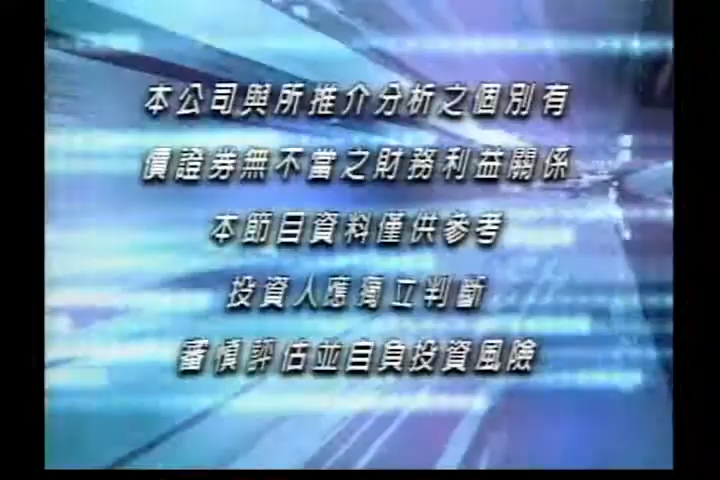 本公司與所推介分析之個別有
價證券無不當之財務利益關係
本節目資料僅供參考
投資人應獨立判斷
審慎評估並自負投資風險